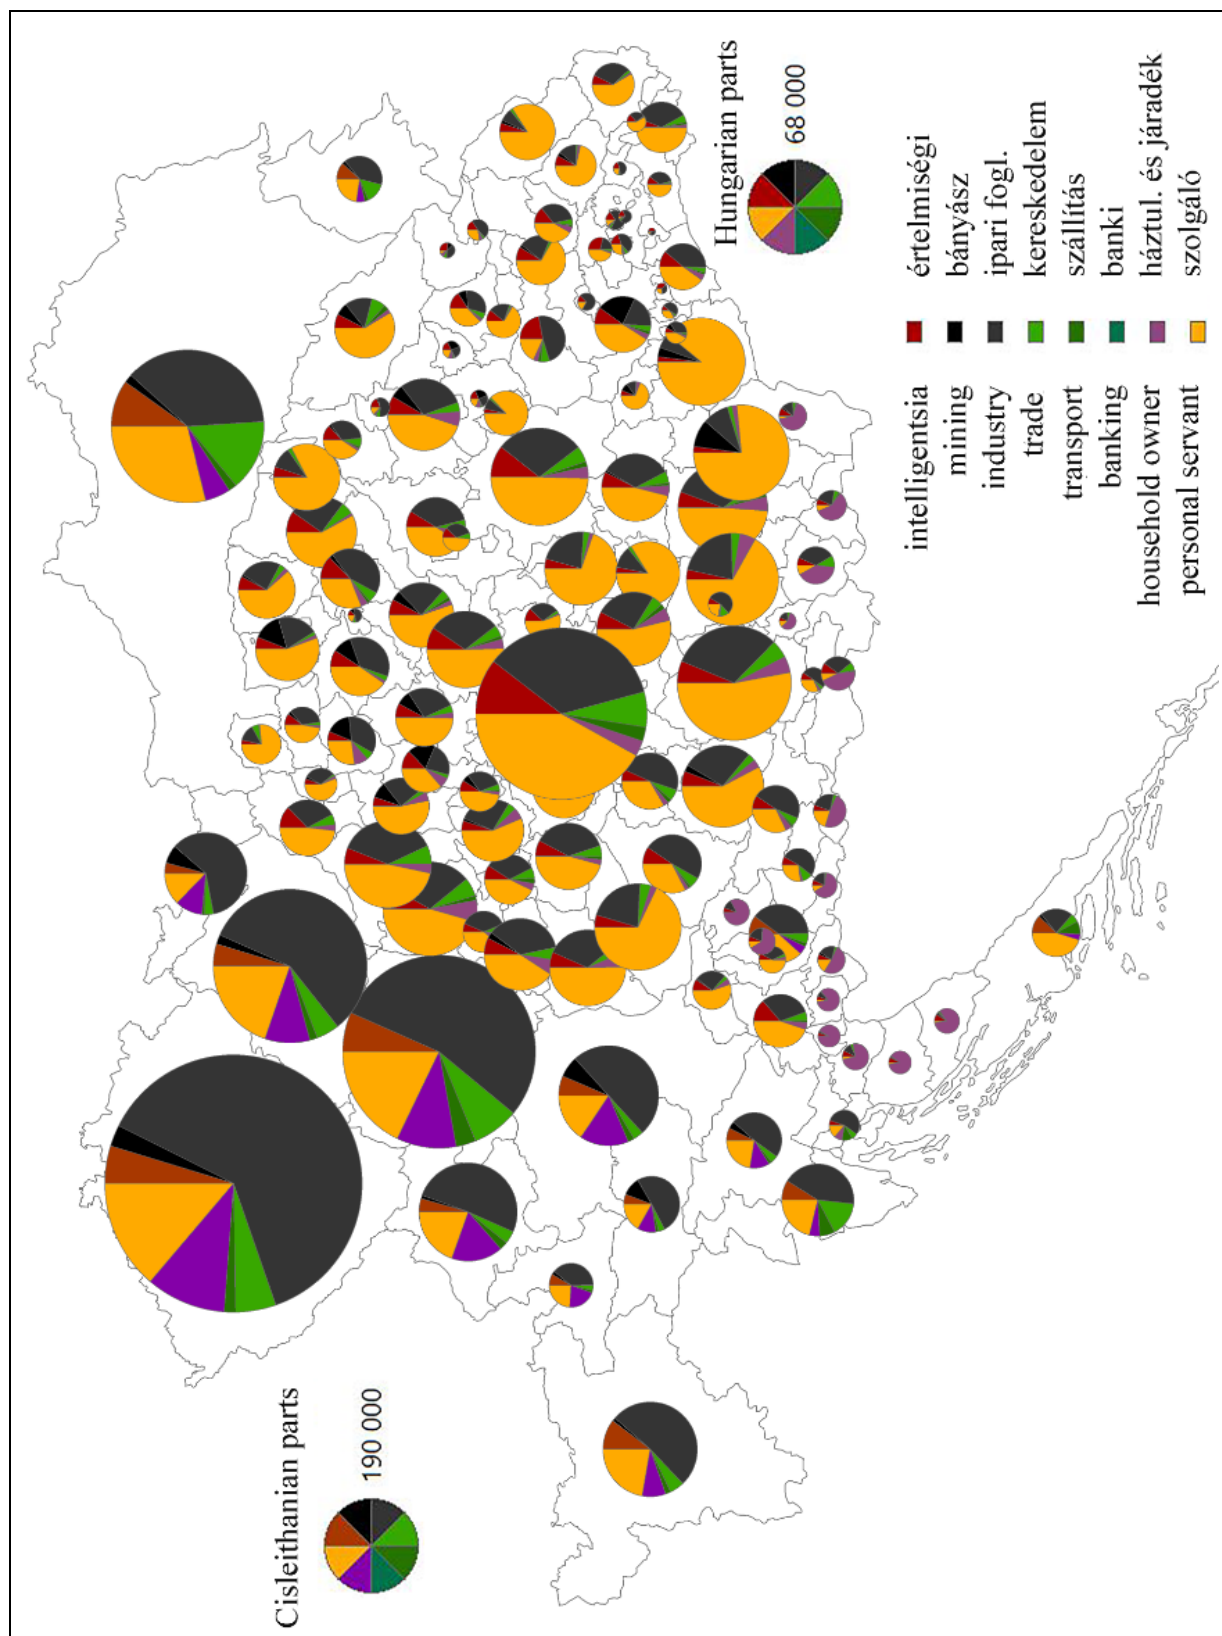 Cisleithanian parts
190 000
Hungarian parts
68 000
intelligentsia értelmiségi
mining bányász
industry ipari fogl.
trade kereskedelem
transport szállítás
banking banki
household owner háztul. és járadék
personal servant szolgáló